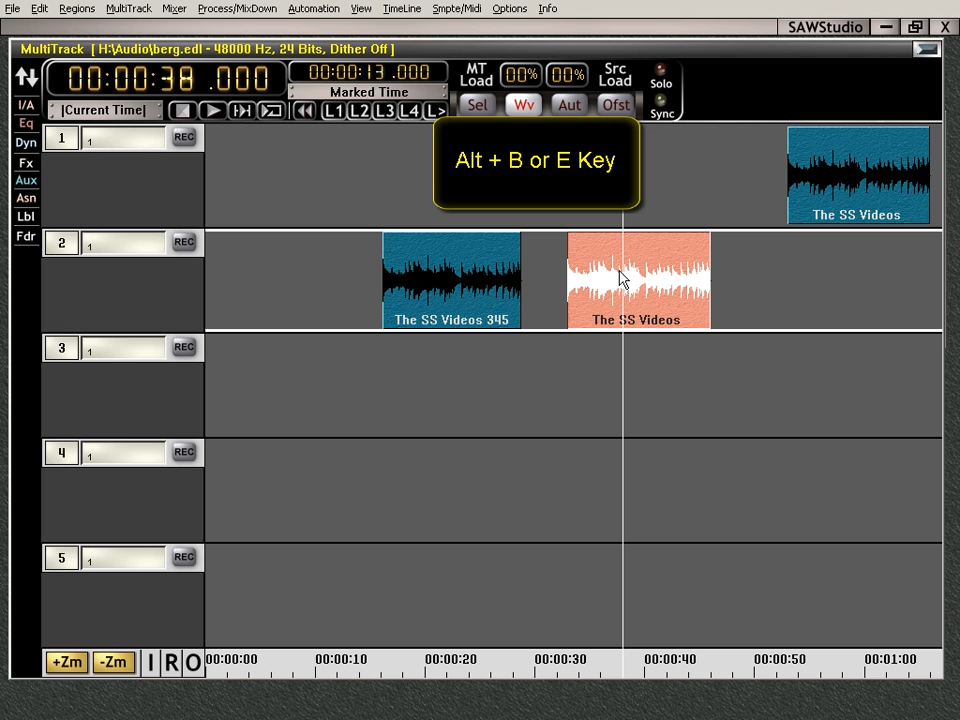 File Edit Regions MultiTrack Mixer Process/MixDown Automation View TimeLine Smpte/Midi Options Info
SAWStudio
MultiTrack [ H:\Audio\berg.edl - 48000 Hz, 24 Bits, Dither Off ]
00:00:38 .000
00:00:13 .000
Marked Time
MT Load
00%
00%
Src Load
Solo
Sync
|Current Time|
L1 L2 L3 L4 L>
Sel Wv Aut Ofst
I/A
Eq
Dyn
Fx
Aux
Asn
Lbl
Fdr
Alt + B or E Key
1 1 REC
The SS Videos
2 1 REC
The SS Videos 345
The SS Videos
3 1 REC
4 1 REC
5 1 REC
+Zm -Zm I R O
00:00:00 00:00:10 00:00:20 00:00:30 00:00:40 00:00:50 00:01:00